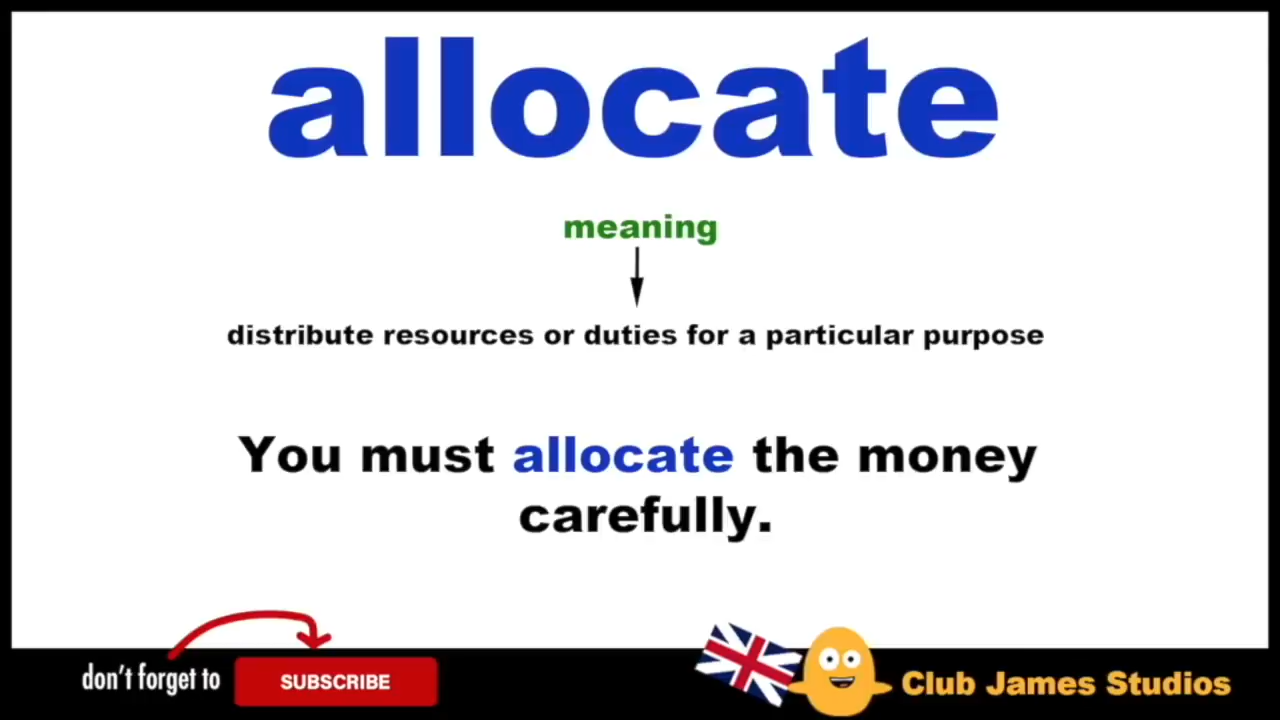 allocate
meaning
distribute resources or duties for a particular purpose
You must allocate the money
carefully.
don't forget to SUBSCRIBE
Club James Studios